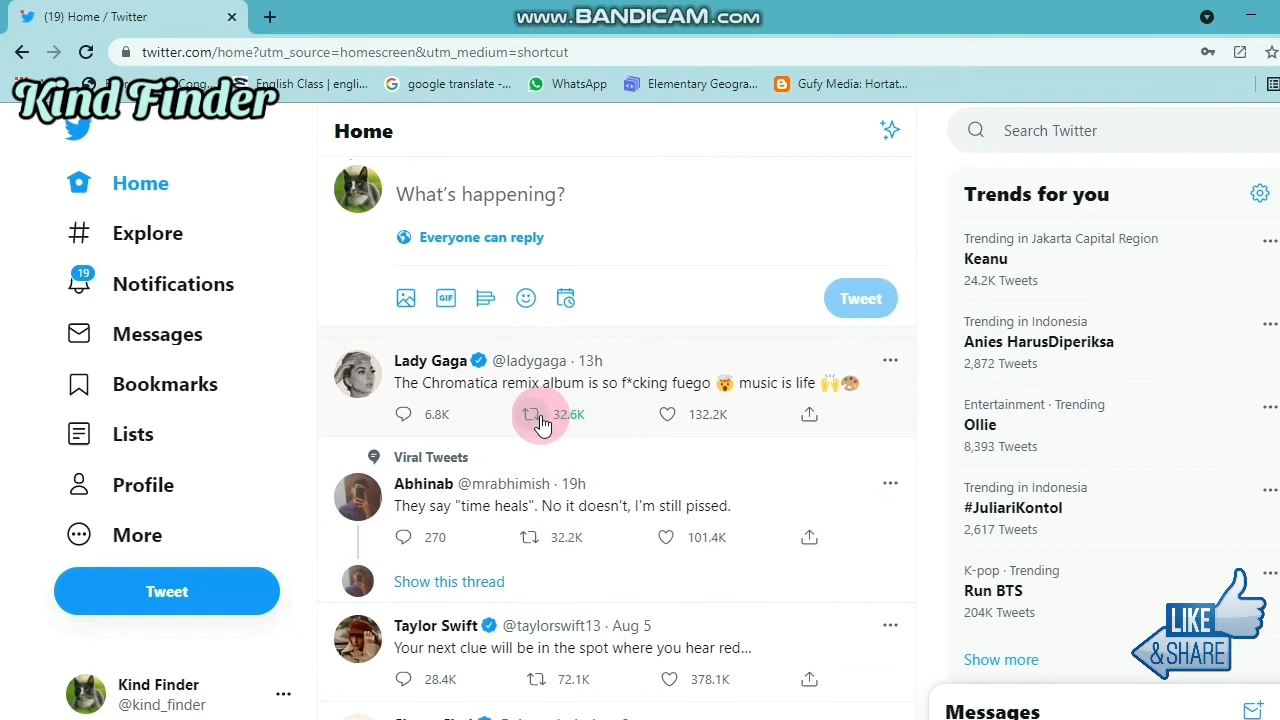 (19) Home / Twitter
www.BANDICAM.com
twitter.com/home?utm_source=homescreen&utm_medium=shortcut
English Class | engli...
google translate -...
WhatsApp
Elementary Geogra...
Gufy Media: Hortat...
Kind Finder
Home
Explore
19
Notifications
Messages
Bookmarks
Lists
Profile
More
Tweet
Kind Finder
@kind_finder
Home
What's happening?
Everyone can reply
GIF
Tweet
Lady Gaga @ladygaga · 13h
The Chromatica remix album is so f*cking fuego 🤯 music is life 🙌🎨
6.8K 32.6K 132.2K
Viral Tweets
Abhinab @mrabhimish · 19h
They say "time heals". No it doesn't, I'm still pissed.
270 32.2K 101.4K
Show this thread
Taylor Swift @taylorswift13 · Aug 5
Your next clue will be in the spot where you hear red...
28.4K 72.1K 378.1K
Search Twitter
Trends for you
Trending in Jakarta Capital Region
Keanu
24.2K Tweets
Trending in Indonesia
Anies HarusDiperiksa
2,872 Tweets
Entertainment · Trending
Ollie
8,393 Tweets
Trending in Indonesia
#JuliariKontol
2,617 Tweets
K-pop · Trending
Run BTS
204K Tweets
Show more
LIKE
& SHARE
Messages